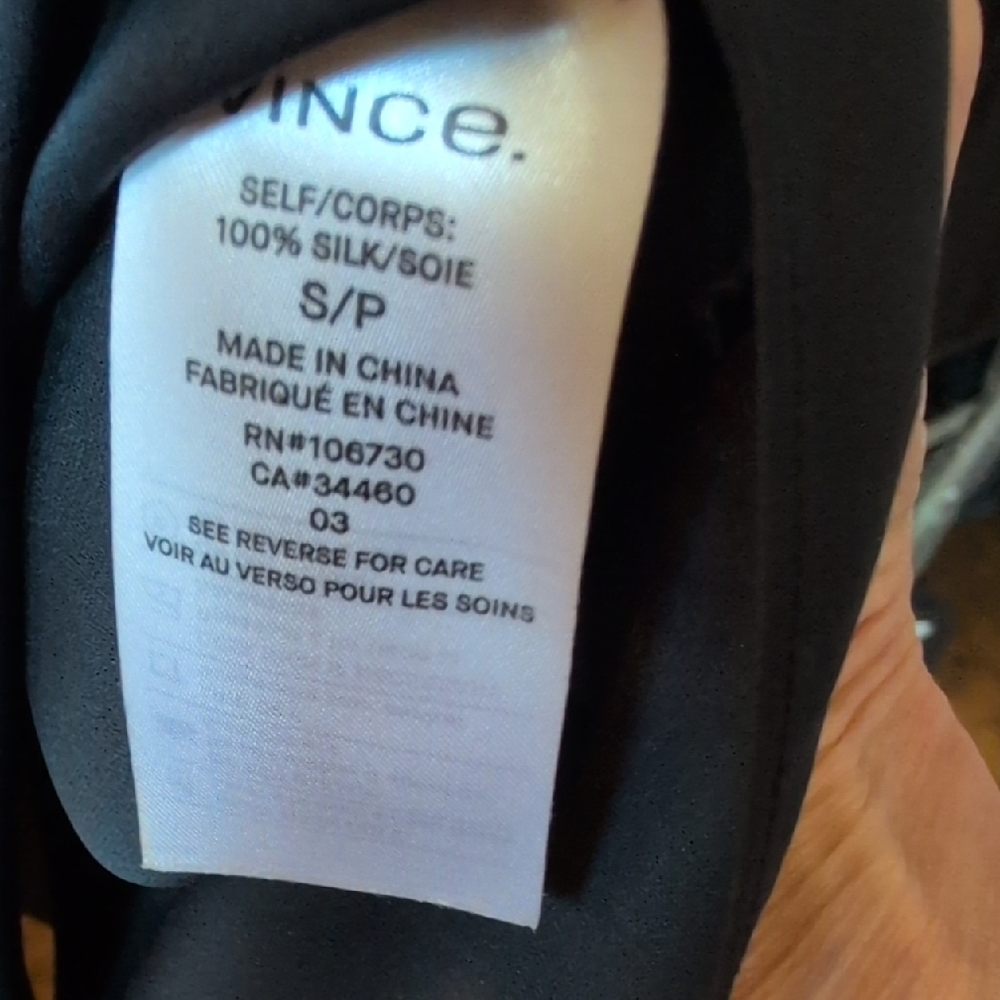 VINCE.
SELF/CORPS:
100% SILK/SOIE
S/P
MADE IN CHINA
FABRIQUÉ EN CHINE
RN#106730
CA#34460
03
SEE REVERSE FOR CARE
VOIR AU VERSO POUR LES SOINS